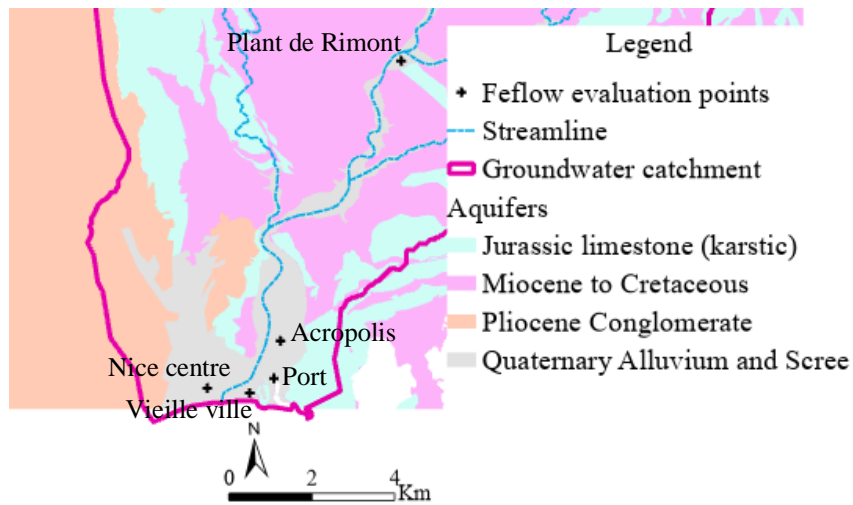 Plant de Rimont
Legend
Feflow evaluation points
Streamline
Groundwater catchment
Aquifers
Jurassic limestone (karstic)
Miocene to Cretaceous
Pliocene Conglomerate
Quaternary Alluvium and Scree
Acropolis
Nice centre
Port
Vieille ville
N
0 2 4
Km